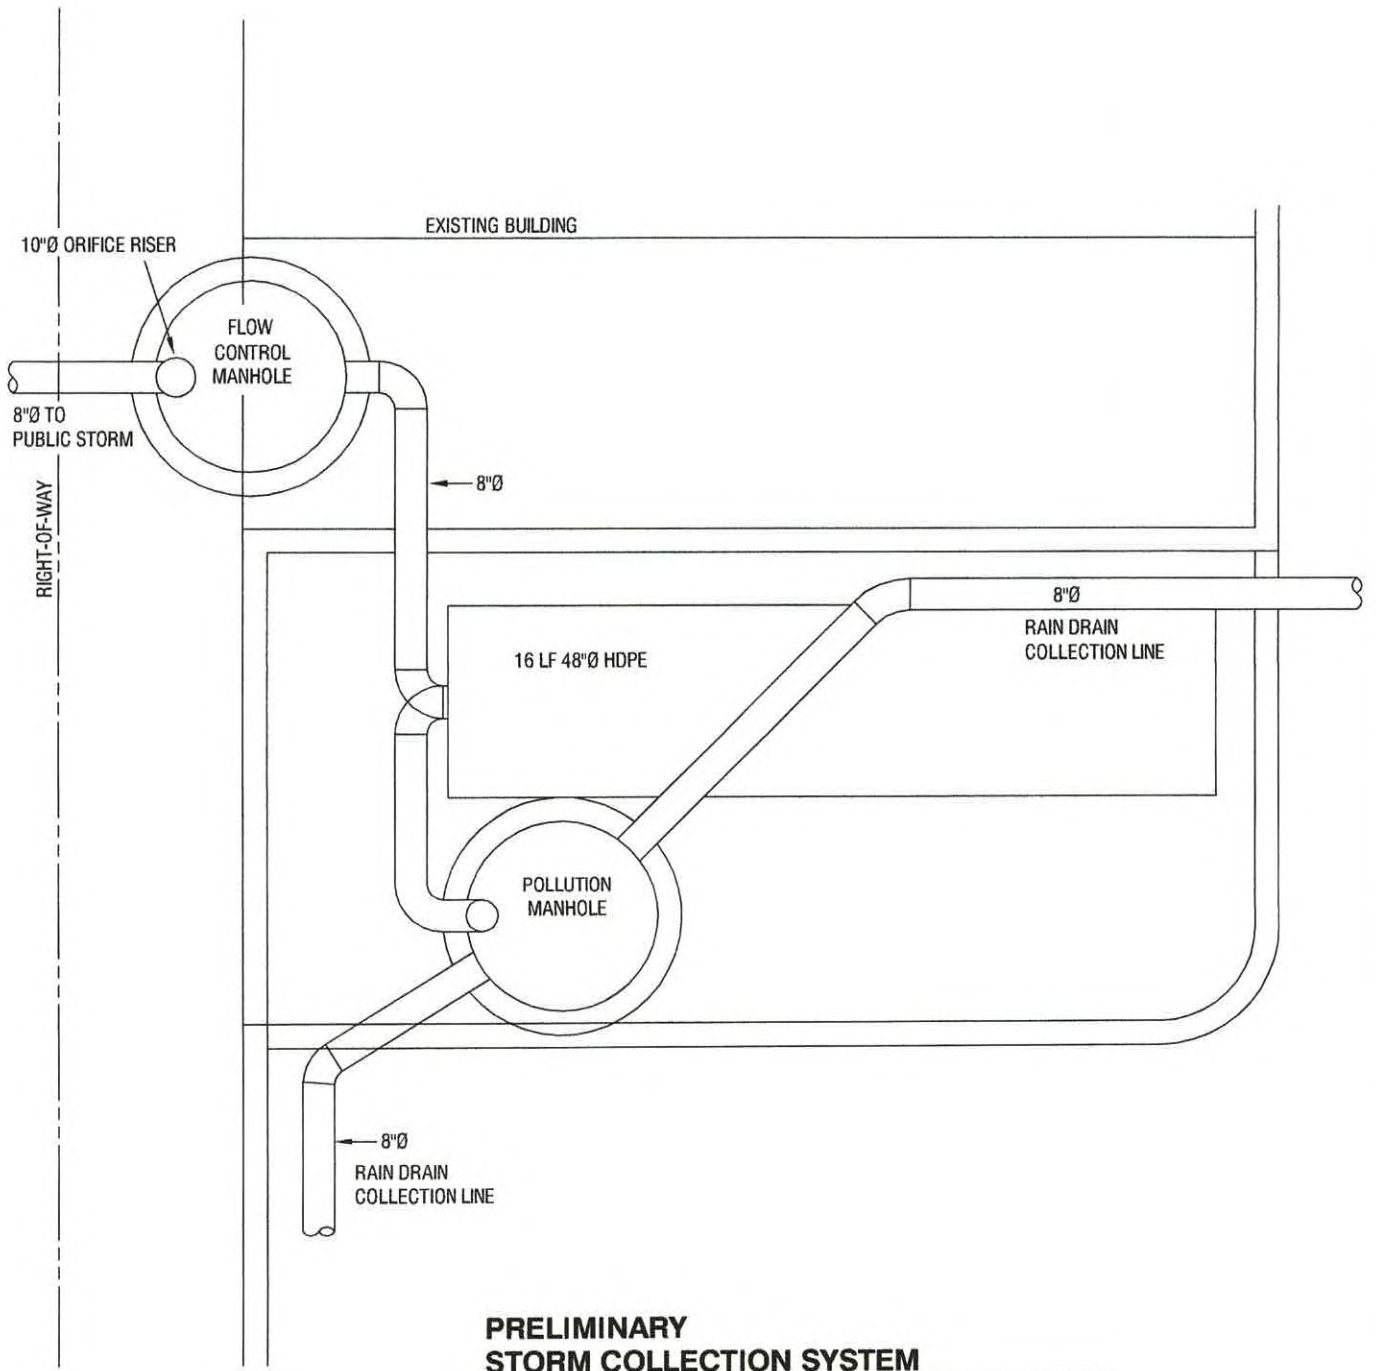 EXISTING BUILDING
10"Ø ORIFICE RISER
FLOW
CONTROL
MANHOLE
8"Ø TO
PUBLIC STORM
8"Ø
RIGHT-OF-WAY
8"Ø
RAIN DRAIN
COLLECTION LINE
16 LF 48"Ø HDPE
POLLUTION
MANHOLE
8"Ø
RAIN DRAIN
COLLECTION LINE
PRELIMINARY
STORM COLLECTION SYSTEM